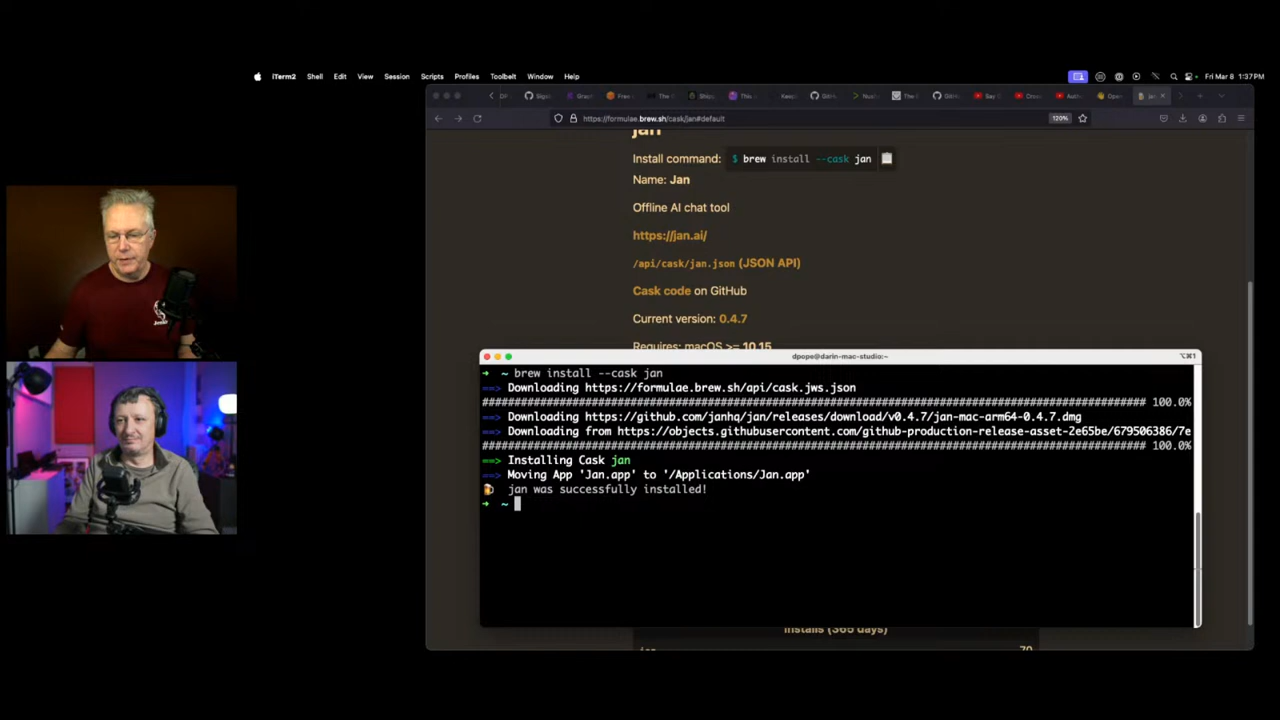 iTerm2 Shell Edit View Session Scripts Profiles Toolbelt Window Help Fri Mar 8 1:37PM
https://formulae.brew.sh/cask/jan#default 120%
jan
Install command: $ brew install --cask jan
Name: Jan
Offline AI chat tool
https://jan.ai/
/api/cask/jan.json (JSON API)
Cask code on GitHub
Current version: 0.4.7
Requires: macOS >= 10.15
dpope@darin-mac-studio:~ ⌥⌘1
➜ ~ brew install --cask jan
==> Downloading https://formulae.brew.sh/api/cask.jws.json
######################################################################### 100.0%
==> Downloading https://github.com/janhq/jan/releases/download/v0.4.7/jan-mac-arm64-0.4.7.dmg
==> Downloading from https://objects.githubusercontent.com/github-production-release-asset-2e65be/679506386/7e
######################################################################### 100.0%
==> Installing Cask jan
==> Moving App 'Jan.app' to '/Applications/Jan.app'
🍺 jan was successfully installed!
➜ ~
Installs (365 days)
jan 70